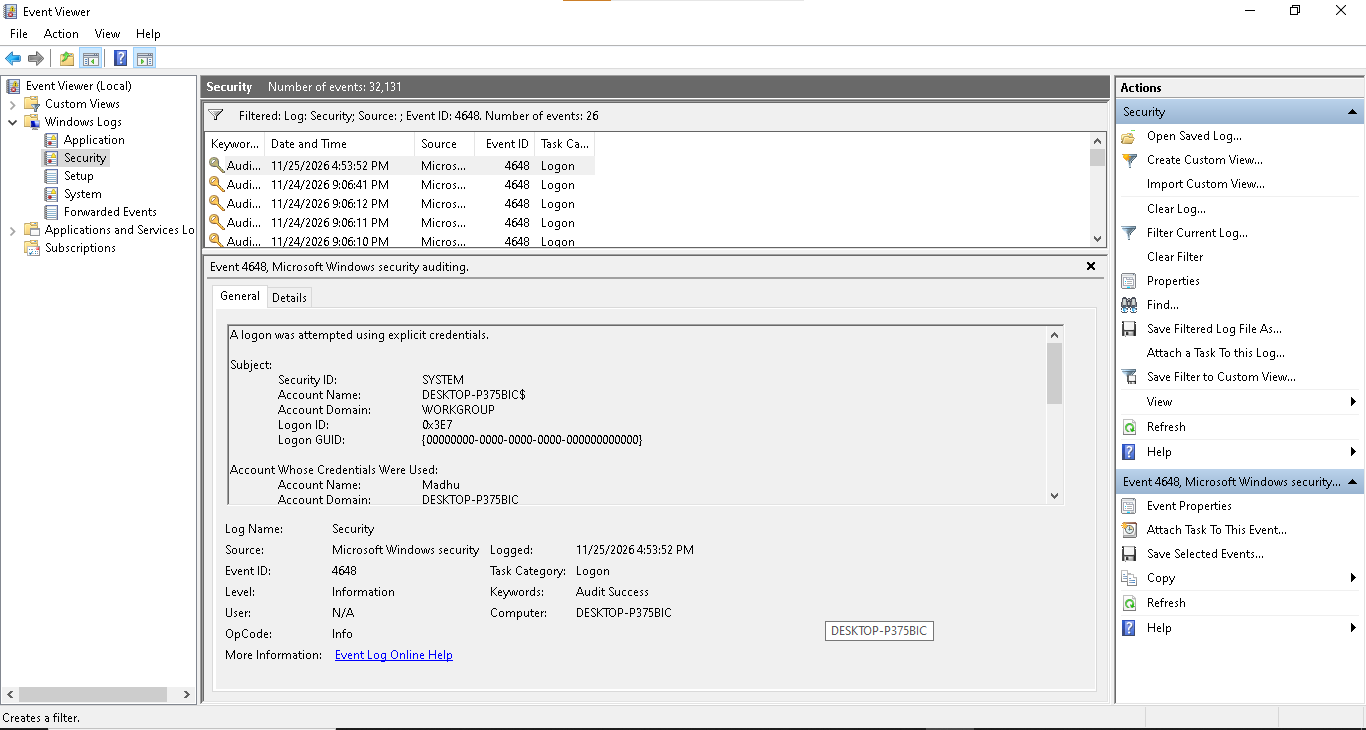 Event Viewer
File Action View Help
Event Viewer (Local)
Custom Views
Windows Logs
Application
Security
Setup
System
Forwarded Events
Applications and Services Lo
Subscriptions
Security Number of events: 32,131
Filtered: Log: Security; Source: ; Event ID: 4648. Number of events: 26
Keywor... Date and Time Source Event ID Task Ca...
Audi... 11/25/2026 4:53:52 PM Micros... 4648 Logon
Audi... 11/24/2026 9:06:41 PM Micros... 4648 Logon
Audi... 11/24/2026 9:06:12 PM Micros... 4648 Logon
Audi... 11/24/2026 9:06:11 PM Micros... 4648 Logon
Audi... 11/24/2026 9:06:10 PM Micros... 4648 Logon
Event 4648, Microsoft Windows security auditing.
General Details
A logon was attempted using explicit credentials.
Subject:
Security ID: SYSTEM
Account Name: DESKTOP-P375BIC$
Account Domain: WORKGROUP
Logon ID: 0x3E7
Logon GUID: {00000000-0000-0000-0000-000000000000}
Account Whose Credentials Were Used:
Account Name: Madhu
Account Domain: DESKTOP-P375BIC
Log Name: Security
Source: Microsoft Windows security Logged: 11/25/2026 4:53:52 PM
Event ID: 4648 Task Category: Logon
Level: Information Keywords: Audit Success
User: N/A Computer: DESKTOP-P375BIC
OpCode: Info
More Information: Event Log Online Help
DESKTOP-P375BIC
Actions
Security
Open Saved Log...
Create Custom View...
Import Custom View...
Clear Log...
Filter Current Log...
Clear Filter
Properties
Find...
Save Filtered Log File As...
Attach a Task To this Log...
Save Filter to Custom View...
View
Refresh
Help
Event 4648, Microsoft Windows security...
Event Properties
Attach Task To This Event...
Save Selected Events...
Copy
Refresh
Help
Creates a filter.